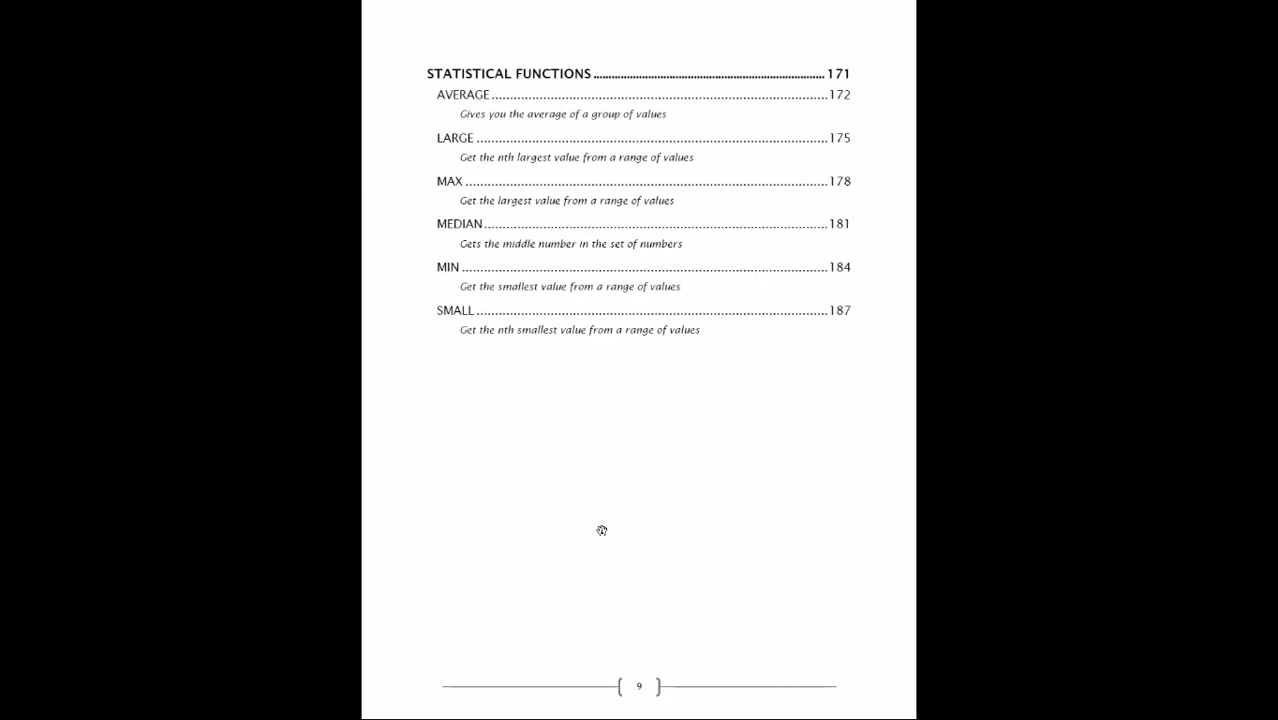 STATISTICAL FUNCTIONS ........................................................................... 171
AVERAGE ................................................................................................................ 172
Gives you the average of a group of values
LARGE ..................................................................................................................... 175
Get the nth largest value from a range of values
MAX ......................................................................................................................... 178
Get the largest value from a range of values
MEDIAN ................................................................................................................... 181
Gets the middle number in the set of numbers
MIN .......................................................................................................................... 184
Get the smallest value from a range of values
SMALL ..................................................................................................................... 187
Get the nth smallest value from a range of values
9